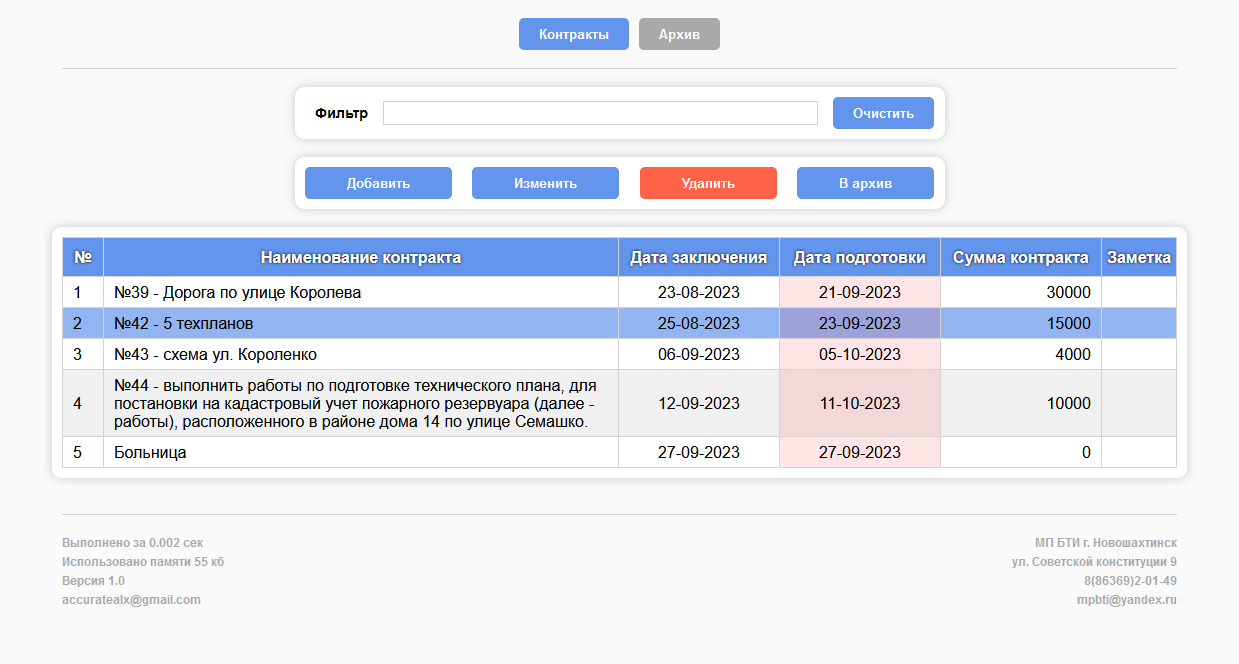 Контракты Архив
Фильтр Очистить
Добавить Изменить Удалить В архив
№ Наименование контракта Дата заключения Дата подготовки Сумма контракта Заметка
1 №39 - Дорога по улице Королева 23-08-2023 21-09-2023 30000
2 №42 - 5 техпланов 25-08-2023 23-09-2023 15000
3 №43 - схема ул. Короленко 06-09-2023 05-10-2023 4000
№44 - выполнить работы по подготовке технического плана, для
4 постановки на кадастровый учет пожарного резервуара (далее - 12-09-2023 11-10-2023 10000
работы), расположенного в районе дома 14 по улице Семашко.
5 Больница 27-09-2023 27-09-2023 0
Выполнено за 0.002 сек
Использовано памяти 55 кб
Версия 1.0
accuratealx@gmail.com
МП БТИ г. Новошахтинск
ул. Советской конституции 9
8(86369)2-01-49
mpbti@yandex.ru